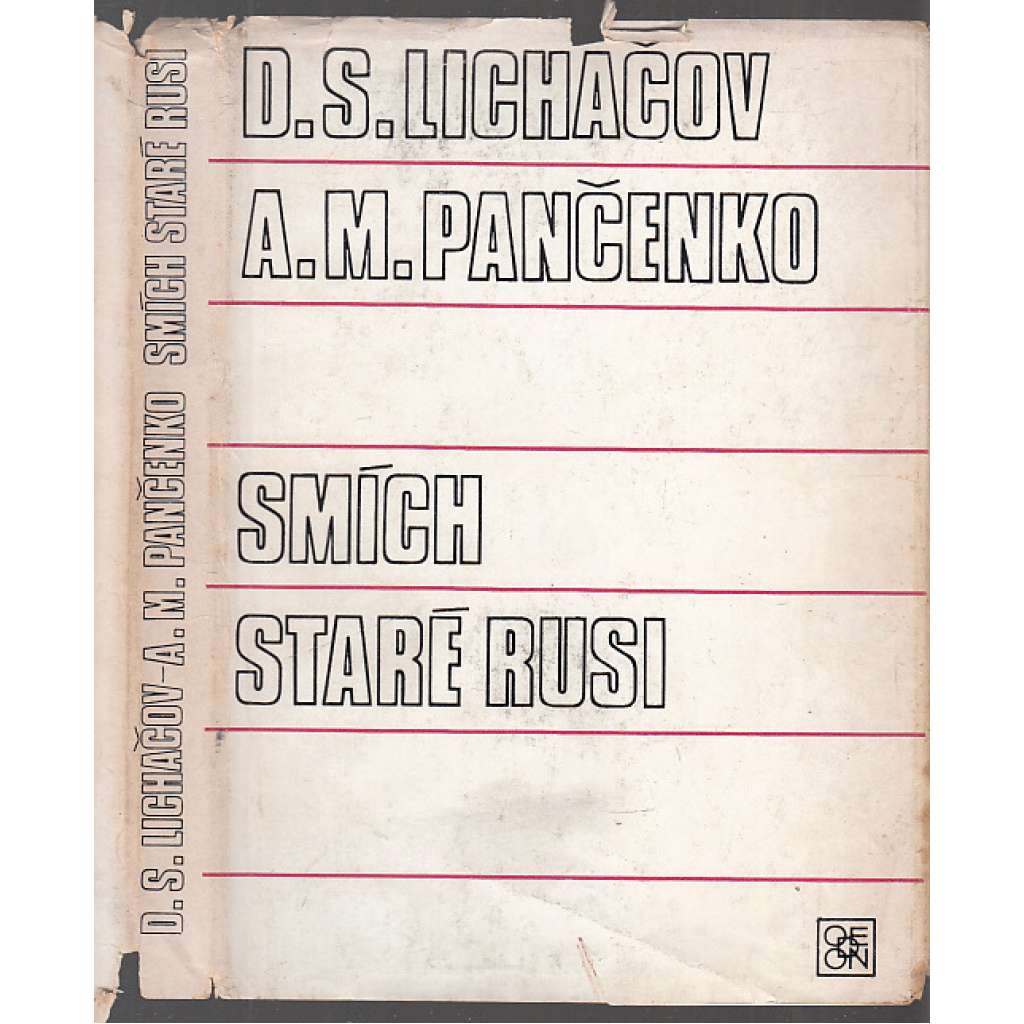 D. S. LICHAČOV
A. M. PANČENKO
SMÍCH
STARÉ RUSI
D. S. LICHAČOV – A. M. PANČENKO SMÍCH STARÉ RUSI
ODEON